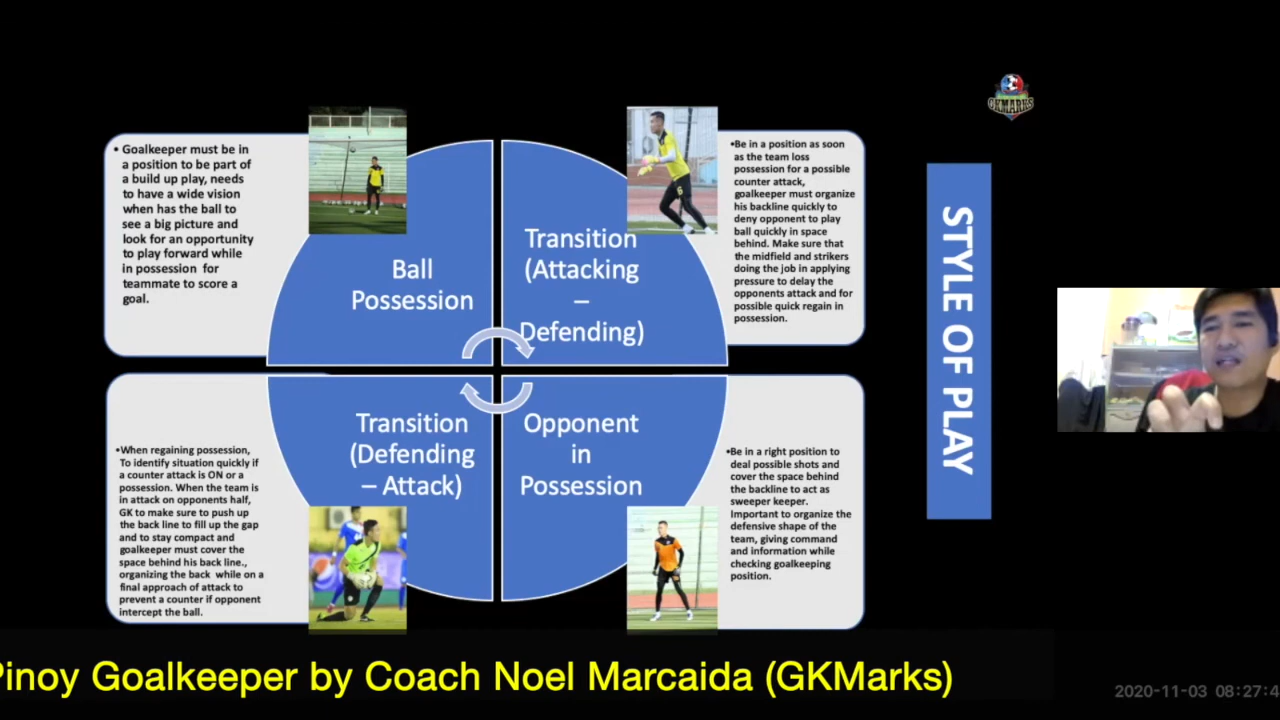 GKMARKS
• Goalkeeper must be in
a position to be part of
a build up play, needs
to have a wide vision
when has the ball to
see a big picture and
look for an opportunity
to play forward while
in possession for
teammate to score a
goal.
Ball
Possession
Transition
(Attacking
–
Defending)
•Be in a position as soon
as the team loss
possession for a possible
counter attack,
goalkeeper must organize
his backline quickly to
deny opponent to play
ball quickly in space
behind. Make sure that
the midfield and strikers
doing the job in applying
pressure to delay the
opponents attack and for
possible quick regain in
possession.
STYLE OF PLAY
•When regaining possession,
To identify situation quickly if
a counter attack is ON or a
possession. When the team is
in attack on opponents half,
GK to make sure to push up
the back line to fill up the gap
and to stay compact and
goalkeeper must cover the
space behind his back line.,
organizing the back while on a
final approach of attack to
prevent a counter if opponent
intercept the ball.
Transition
(Defending
– Attack)
Opponent
in
Possession
•Be in a right position to
deal possible shots and
cover the space behind
the backline to act as
sweeper keeper.
Important to organize the
defensive shape of the
team, giving command
and information while
checking goalkeeping
position.
Pinoy Goalkeeper by Coach Noel Marcaida (GKMarks)
2020-11-03 08:27:4